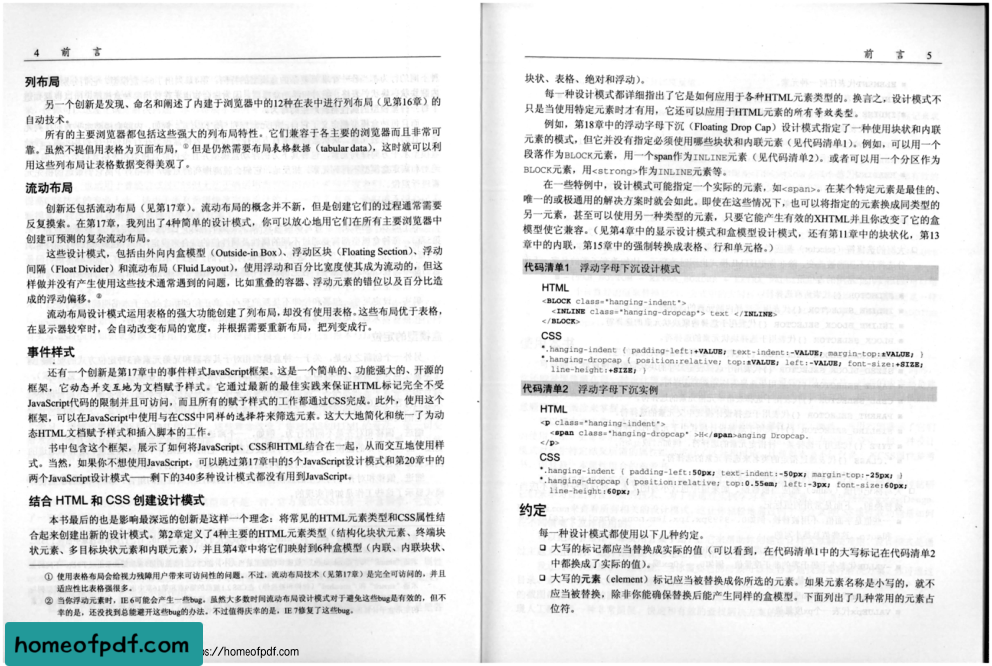 4 前 言
列布局
另一个创新是发现、命名和阐述了内建于浏览器中的12种在表中进行列布局（见第16章）的
自动技术。
所有的主要浏览器都包括这些强大的列布局特性。它们兼容于各主要的浏览器而且非常可
靠。虽然不提倡用表格为页面布局，①但是仍然需要布局表格数据（tabular data），这时就可以利
用这些列布局让表格数据变得美观了。
流动布局
创新还包括流动布局（见第17章）。流动布局的概念并不新，但是创建它们的过程通常需要
反复摸索。在第17章，我列出了4种简单的设计模式，你可以放心地用它们在所有主要浏览器中
创建可预测的复杂流动布局。
这些设计模式，包括由外向内盒模型（Outside-in Box）、浮动区块（Floating Section）、浮动
间隔（Float Divider）和流动布局（Fluid Layout），使用浮动和百分比宽度使其成为流动的，但这
样做并没有产生使用这些技术通常遇到的问题，比如重叠的容器、浮动元素的错位以及百分比造
成的浮动偏移。②
流动布局设计模式运用表格的强大功能创建了列布局，却没有使用表格。这些布局优于表格，
在显示器较窄时，会自动改变布局的宽度，并根据需要重新布局，把列变成行。
事件样式
还有一个创新是第17章中的事件样式JavaScript框架。这是一个简单的、功能强大的、开源的
框架，它动态并交互地为文档赋予样式。它通过最新的最佳实践来保证HTML标记完全不受
JavaScript代码的限制并且可访问，而且所有的赋予样式的工作都通过CSS完成。此外，使用这个
框架，可以在JavaScript中使用与在CSS中同样的选择符来筛选元素。这大大地简化和统一了为动
态HTML文档赋予样式和插入脚本的工作。
书中包含这个框架，展示了如何将JavaScript、CSS和HTML结合在一起，从而交互地使用样
式。当然，如果你不想使用JavaScript，可以跳过第17章中的5个JavaScript设计模式和第20章中的
两个JavaScript设计模式——剩下的340多种设计模式都没有用到JavaScript。
结合 HTML 和 CSS 创建设计模式
本书最后的也是影响最深远的创新是这样一个理念：将常见的HTML元素类型和CSS属性结
合起来创建出新的设计模式。第2章定义了4种主要的HTML元素类型（结构化块状元素、终端块
状元素、多目标块状元素和内联元素），并且第4章中将它们映射到6种盒模型（内联、内联块状、
① 使用表格布局会给视力残障用户带来可访问性的问题。不过，流动布局技术（见第17章）是完全可访问的，并且
适应性比表格强很多。
② 当你浮动元素时，IE 6可能会产生一些bug。虽然大多数时间流动布局设计模式对于避免这些bug是有效的，但不
幸的是，还没找到总能避开这些bug的办法。不过值得庆幸的是，IE 7修复了这些bug。
homeofpdf.com
ps://homeofpdf.com
前 言 5
块状、表格、绝对和浮动）。
每一种设计模式都详细指出了它是如何应用于各种HTML元素类型的。换言之，设计模式不
只是当使用特定元素时才有用，它还可以应用于HTML元素的所有等效类型。
例如，第18章中的浮动字母下沉（Floating Drop Cap）设计模式指定了一种使用块状和内联
元素的模式，但它并没有指定必须使用哪些块状和内联元素（见代码清单1）。例如，可以用一个
段落作为BLOCK元素，用一个span作为INLINE元素（见代码清单2）。或者可以用一个分区作为
BLOCK元素，用<strong>作为INLINE元素等。
在一些特例中，设计模式可能指定一个实际的元素，如<span>。在某个特定元素是最佳的、
唯一的或极通用的解决方案时就会如此。即使在这些情况下，也可以将指定的元素换成同类型的
另一元素，甚至可以使用另一种类型的元素，只要它能产生有效的XHTML并且你改变了它的盒
模型使它兼容。（见第4章中的显示设计模式和盒模型设计模式，还有第11章中的块状化，第13
章中的内联，第15章中的强制转换成表格、行和单元格。）
代码清单1 浮动字母下沉设计模式
HTML
<BLOCK class="hanging-indent">
<INLINE class="hanging-dropcap"> text </INLINE>
</BLOCK>
CSS
*.hanging-indent { padding-left:+VALUE; text-indent:-VALUE; margin-top:±VALUE; }
*.hanging-dropcap { position:relative; top:±VALUE; left:-VALUE; font-size:+SIZE;
line-height:+SIZE; }
代码清单2 浮动字母下沉实例
HTML
<p class="hanging-indent">
<span class="hanging-dropcap" >H</span>anging Dropcap.
</p>
CSS
*.hanging-indent { padding-left:50px; text-indent:-50px; margin-top:-25px; }
*.hanging-dropcap { position:relative; top:0.55em; left:-3px; font-size:60px;
line-height:60px; }
约定
每一种设计模式都使用以下几种约定。
❑ 大写的标记都应当替换成实际的值（可以看到，在代码清单1中的大写标记在代码清单2
中都换成了实际的值）。
❑ 大写的元素（element）标记应当被替换成你所选的元素。如果元素名称是小写的，就不
应当被替换，除非你能确保替换后能产生同样的盒模型。下面列出了几种常用的元素占
位符。